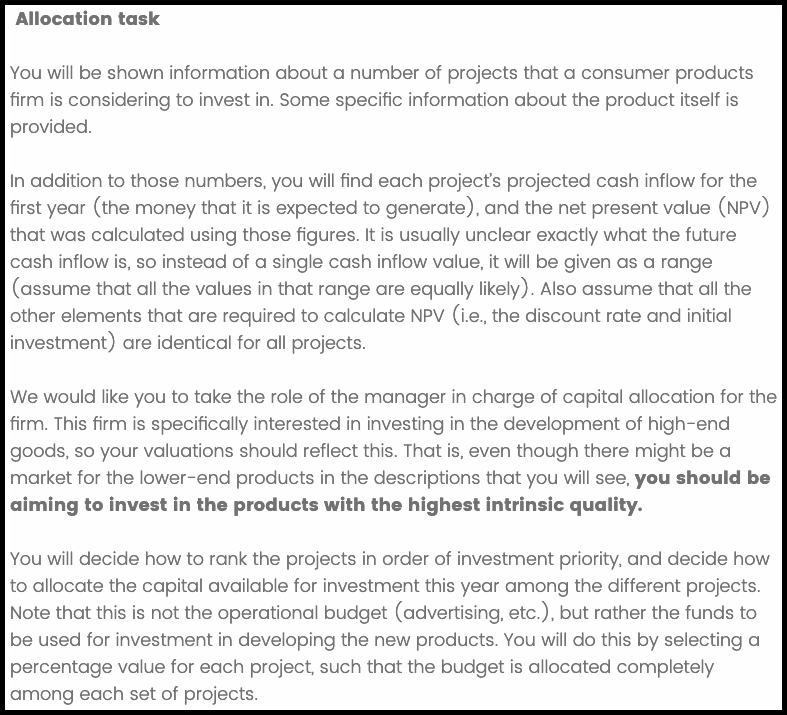 Allocation task
You will be shown information about a number of projects that a consumer products
firm is considering to invest in. Some specific information about the product itself is
provided.
In addition to those numbers, you will find each project's projected cash inflow for the
first year (the money that it is expected to generate), and the net present value (NPV)
that was calculated using those figures. It is usually unclear exactly what the future
cash inflow is, so instead of a single cash inflow value, it will be given as a range
(assume that all the values in that range are equally likely). Also assume that all the
other elements that are required to calculate NPV (i.e., the discount rate and initial
investment) are identical for all projects.
We would like you to take the role of the manager in charge of capital allocation for the
firm. This firm is specifically interested in investing in the development of high-end
goods, so your valuations should reflect this. That is, even though there might be a
market for the lower-end products in the descriptions that you will see, you should be
aiming to invest in the products with the highest intrinsic quality.
You will decide how to rank the projects in order of investment priority, and decide how
to allocate the capital available for investment this year among the different projects.
Note that this is not the operational budget (advertising, etc.), but rather the funds to
be used for investment in developing the new products. You will do this by selecting a
percentage value for each project, such that the budget is allocated completely
among each set of projects.